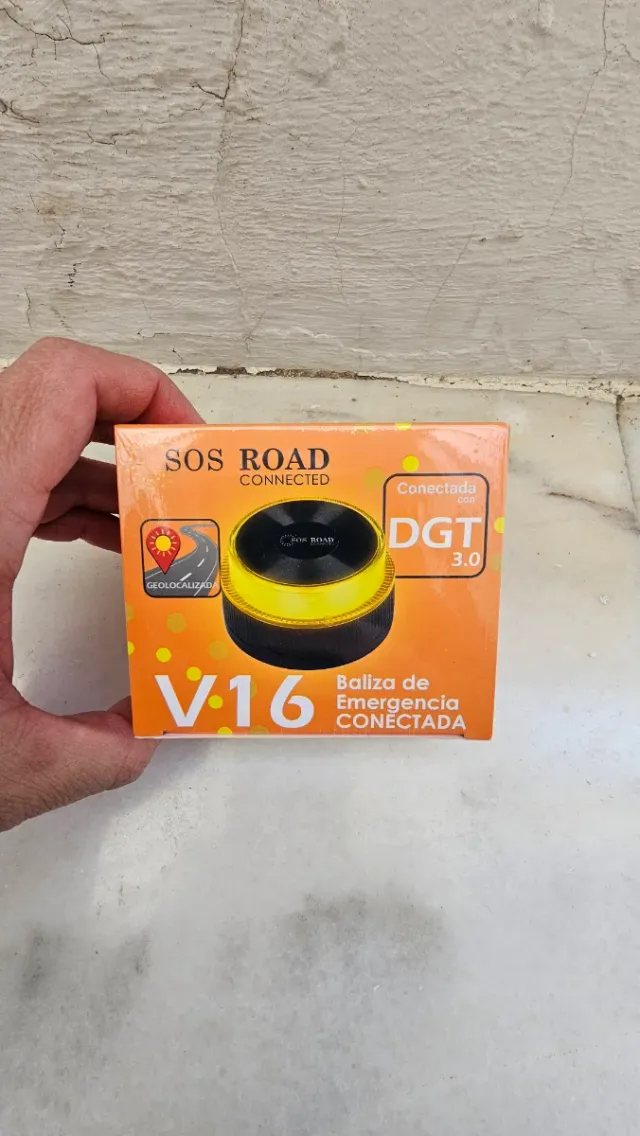 SOS ROAD
CONNECTED
Conectada
con
DGT
3.0
SOS ROAD
GEOLOCALIZADA
V16
Baliza de
Emergencia
CONECTADA